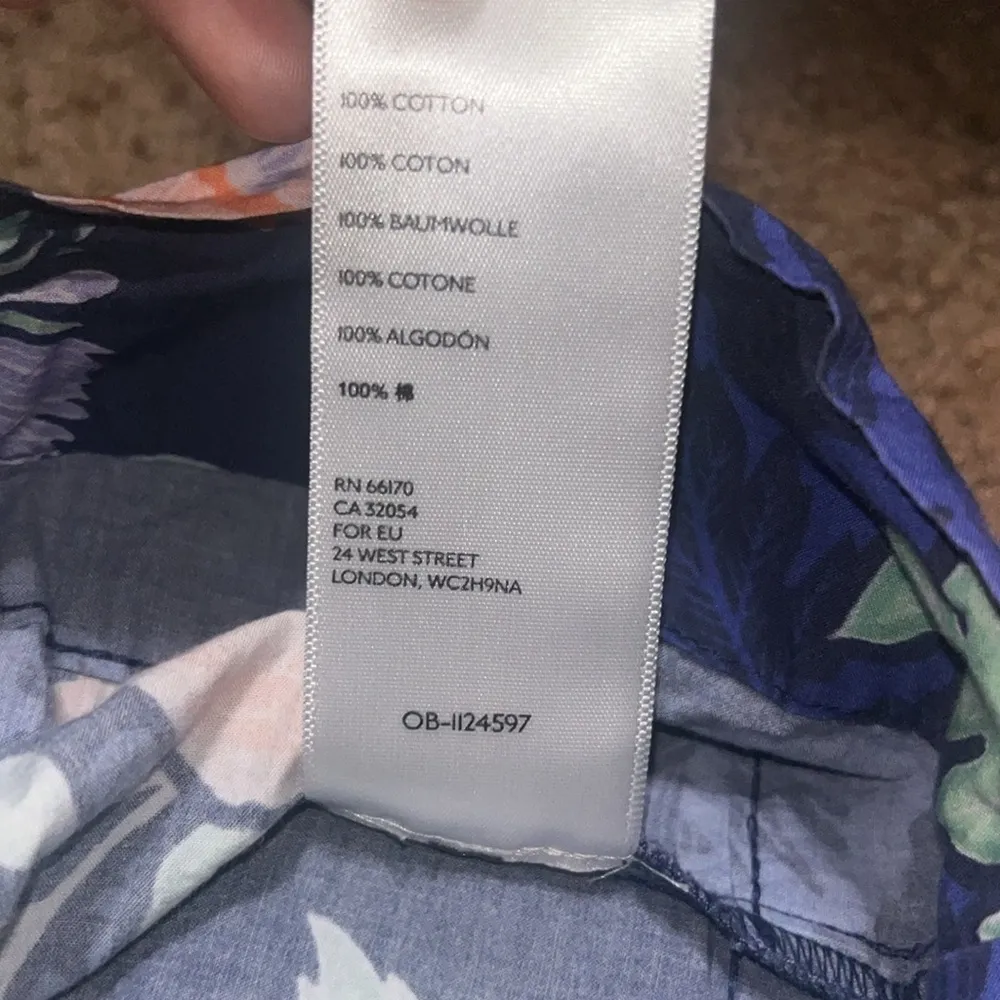 100% COTTON
100% COTON
100% BAUMWOLLE
100% COTONE
100% ALGODÓN
100% 棉
RN 66170
CA 32054
FOR EU
24 WEST STREET
LONDON, WC2H9NA
OB-1124597